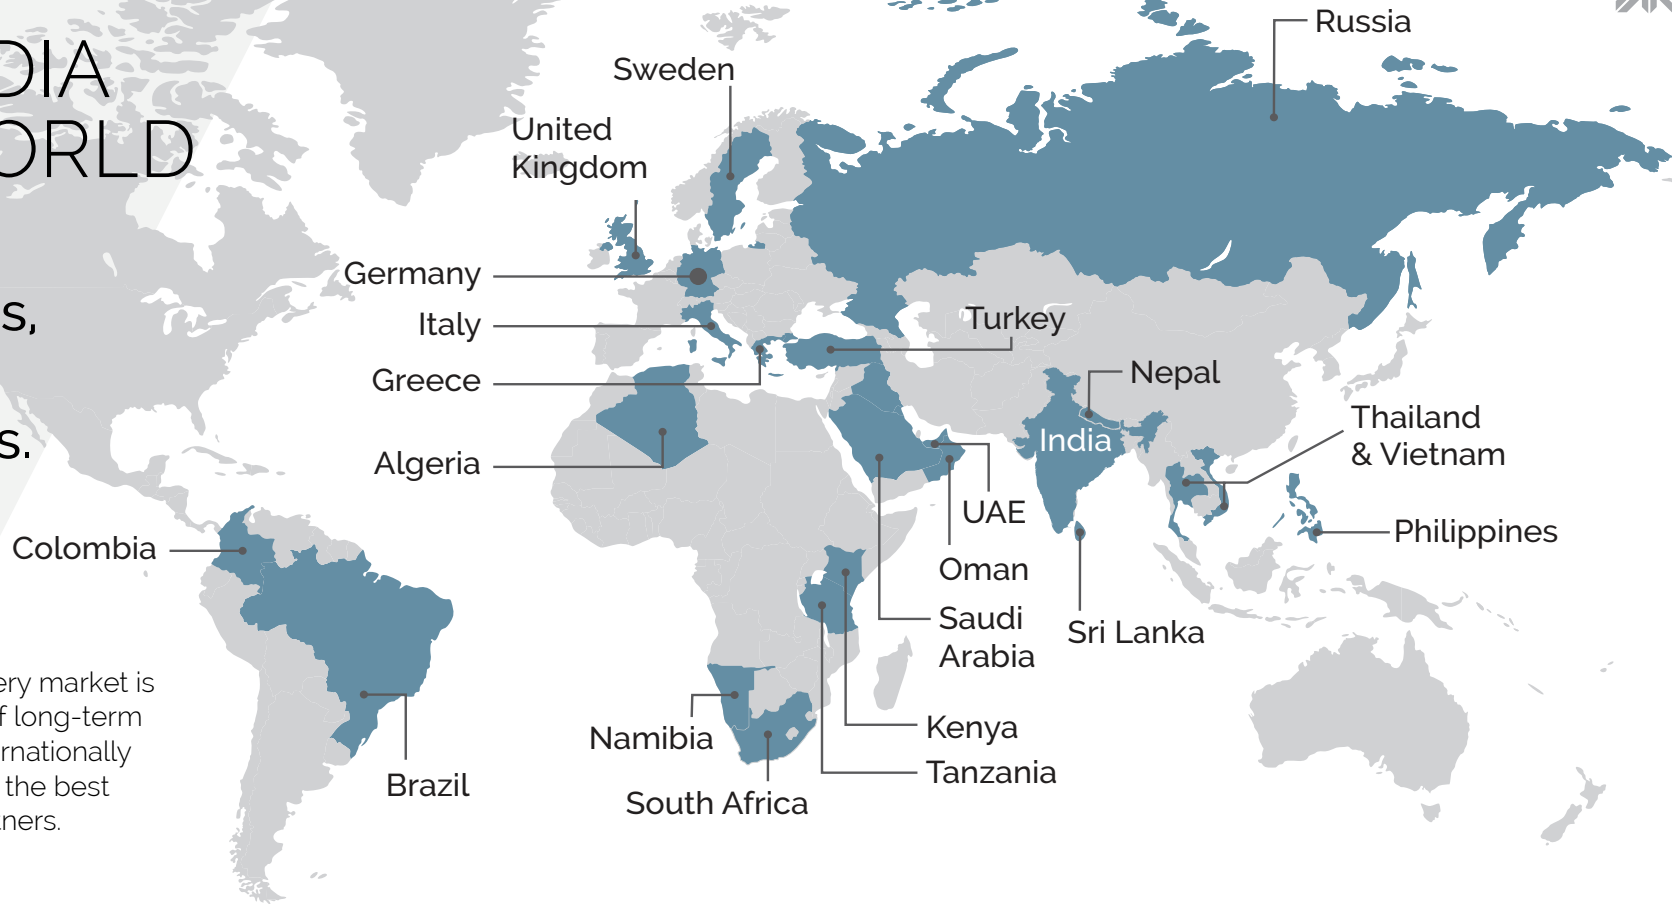 DIA
ORLD
s,
s.
ery market is
f long-term
rnationally
the best
ners.
Russia
Sweden
United
Kingdom
Germany
Italy
Greece
Turkey
Nepal
India
Thailand
& Vietnam
Algeria
UAE
Oman
Saudi
Arabia
Sri Lanka
Philippines
Colombia
Brazil
Namibia
South Africa
Kenya
Tanzania